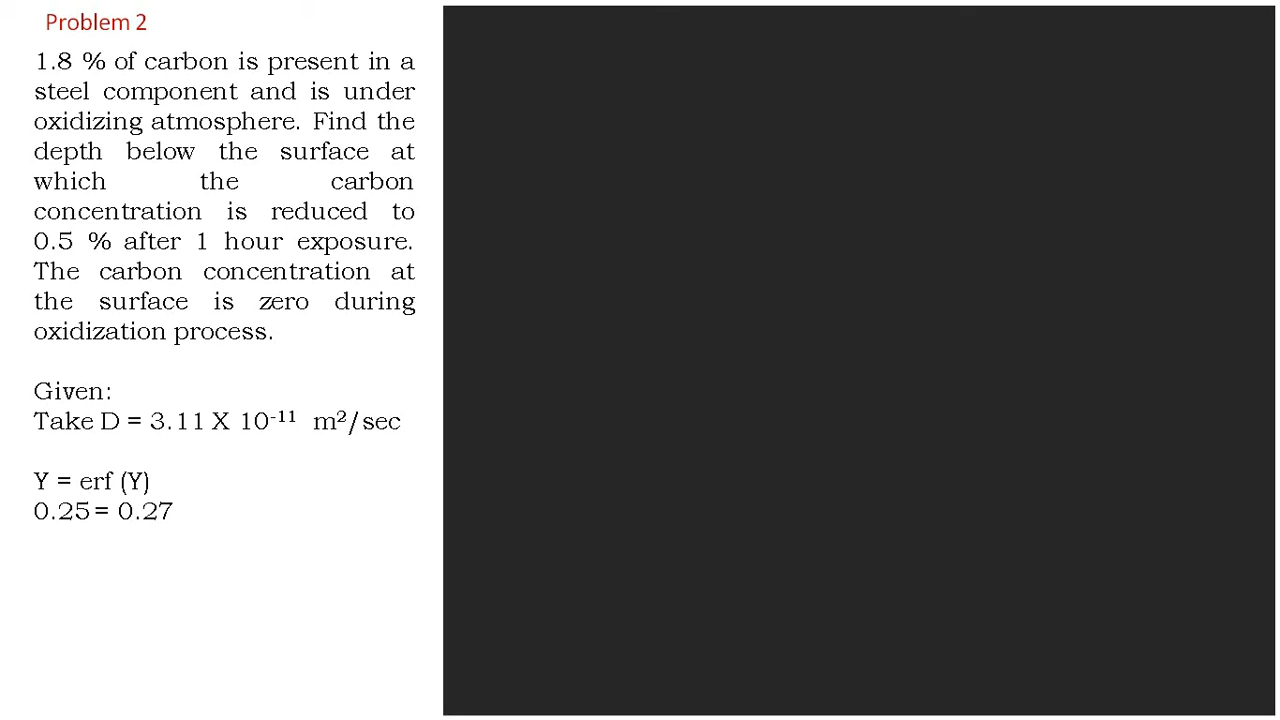 Problem 2
1.8 % of carbon is present in a
steel component and is under
oxidizing atmosphere. Find the
depth below the surface at
which the carbon
concentration is reduced to
0.5 % after 1 hour exposure.
The carbon concentration at
the surface is zero during
oxidization process.
Given:
Take D = 3.11 X 10⁻¹¹ m²/sec
Y = erf (Y)
0.25 = 0.27